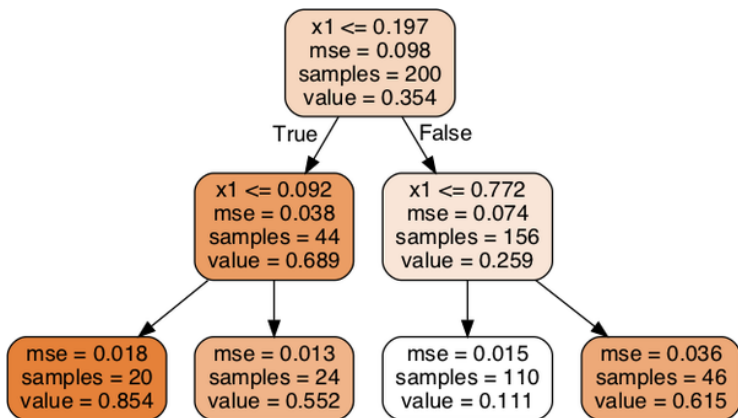 x1 <= 0.197
mse = 0.098
samples = 200
value = 0.354
True
False
x1 <= 0.092
mse = 0.038
samples = 44
value = 0.689
x1 <= 0.772
mse = 0.074
samples = 156
value = 0.259
mse = 0.018
samples = 20
value = 0.854
mse = 0.013
samples = 24
value = 0.552
mse = 0.015
samples = 110
value = 0.111
mse = 0.036
samples = 46
value = 0.615